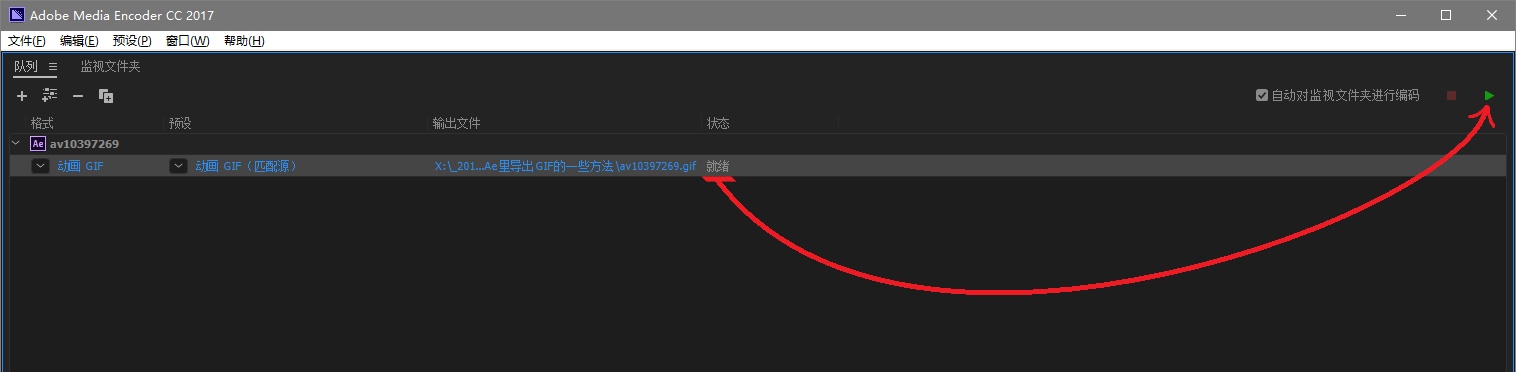 Adobe Media Encoder CC 2017
文件(F) 编辑(E) 预设(P) 窗口(W) 帮助(H)
队列 监视文件夹
自动对监视文件夹进行编码
格式 预设 输出文件 状态
Ae av10397269
动画 GIF 动画 GIF（匹配源） X:\_201...Ae里导出GIF的一些方法\av10397269.gif 就绪